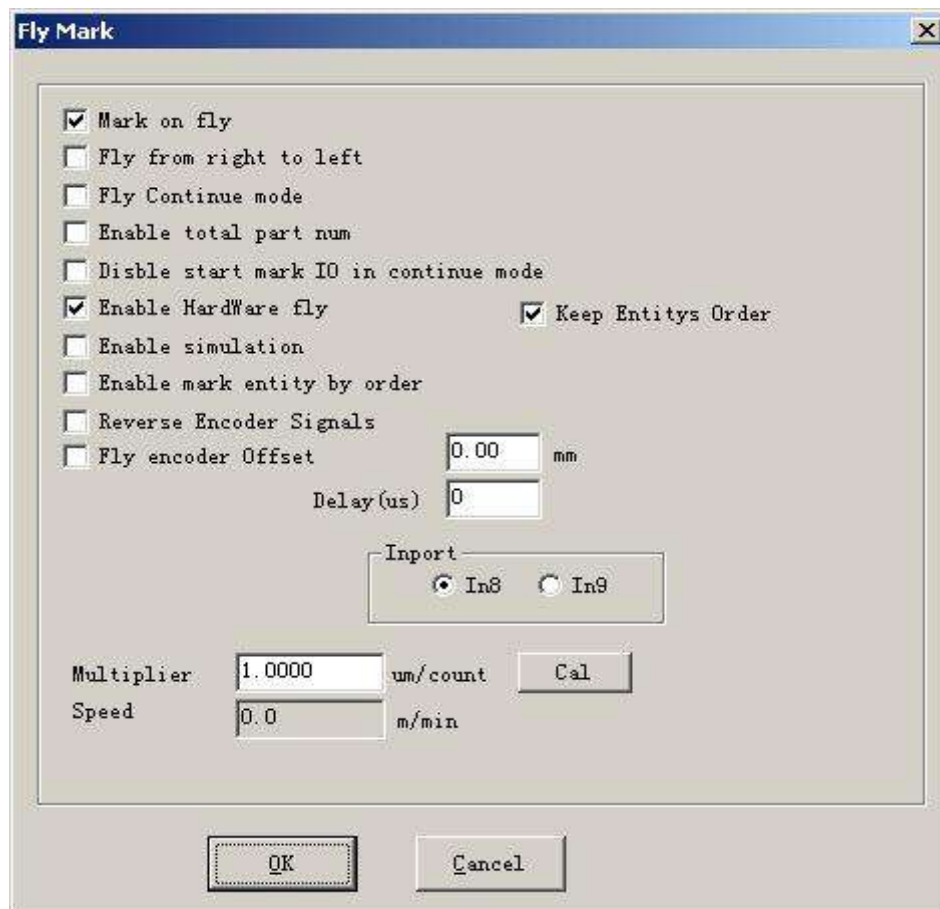 Fly Mark
Mark on fly
Fly from right to left
Fly Continue mode
Enable total part num
Disble start mark IO in continue mode
Enable HardWare fly Keep Entitys Order
Enable simulation
Enable mark entity by order
Reverse Encoder Signals
Fly encoder Offset 0.00 mm
Delay(us) 0
Inport
In8 In9
Multiplier 1.0000 um/count Cal
Speed 0.0 m/min
OK Cancel